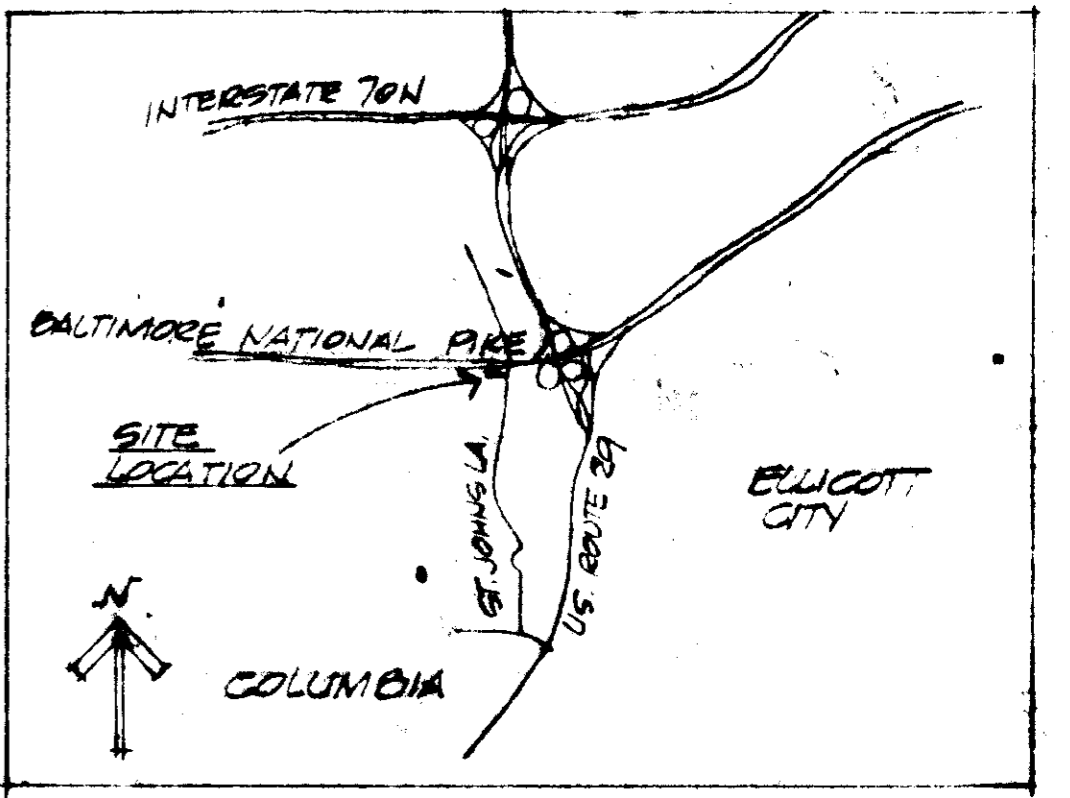 INTERSTATE 70N
BALTIMORE NATIONAL PIKE
SITE
LOCATION
ST. JOHNS LA.
US. ROUTE 29
ELLICOTT
CITY
N
COLUMBIA